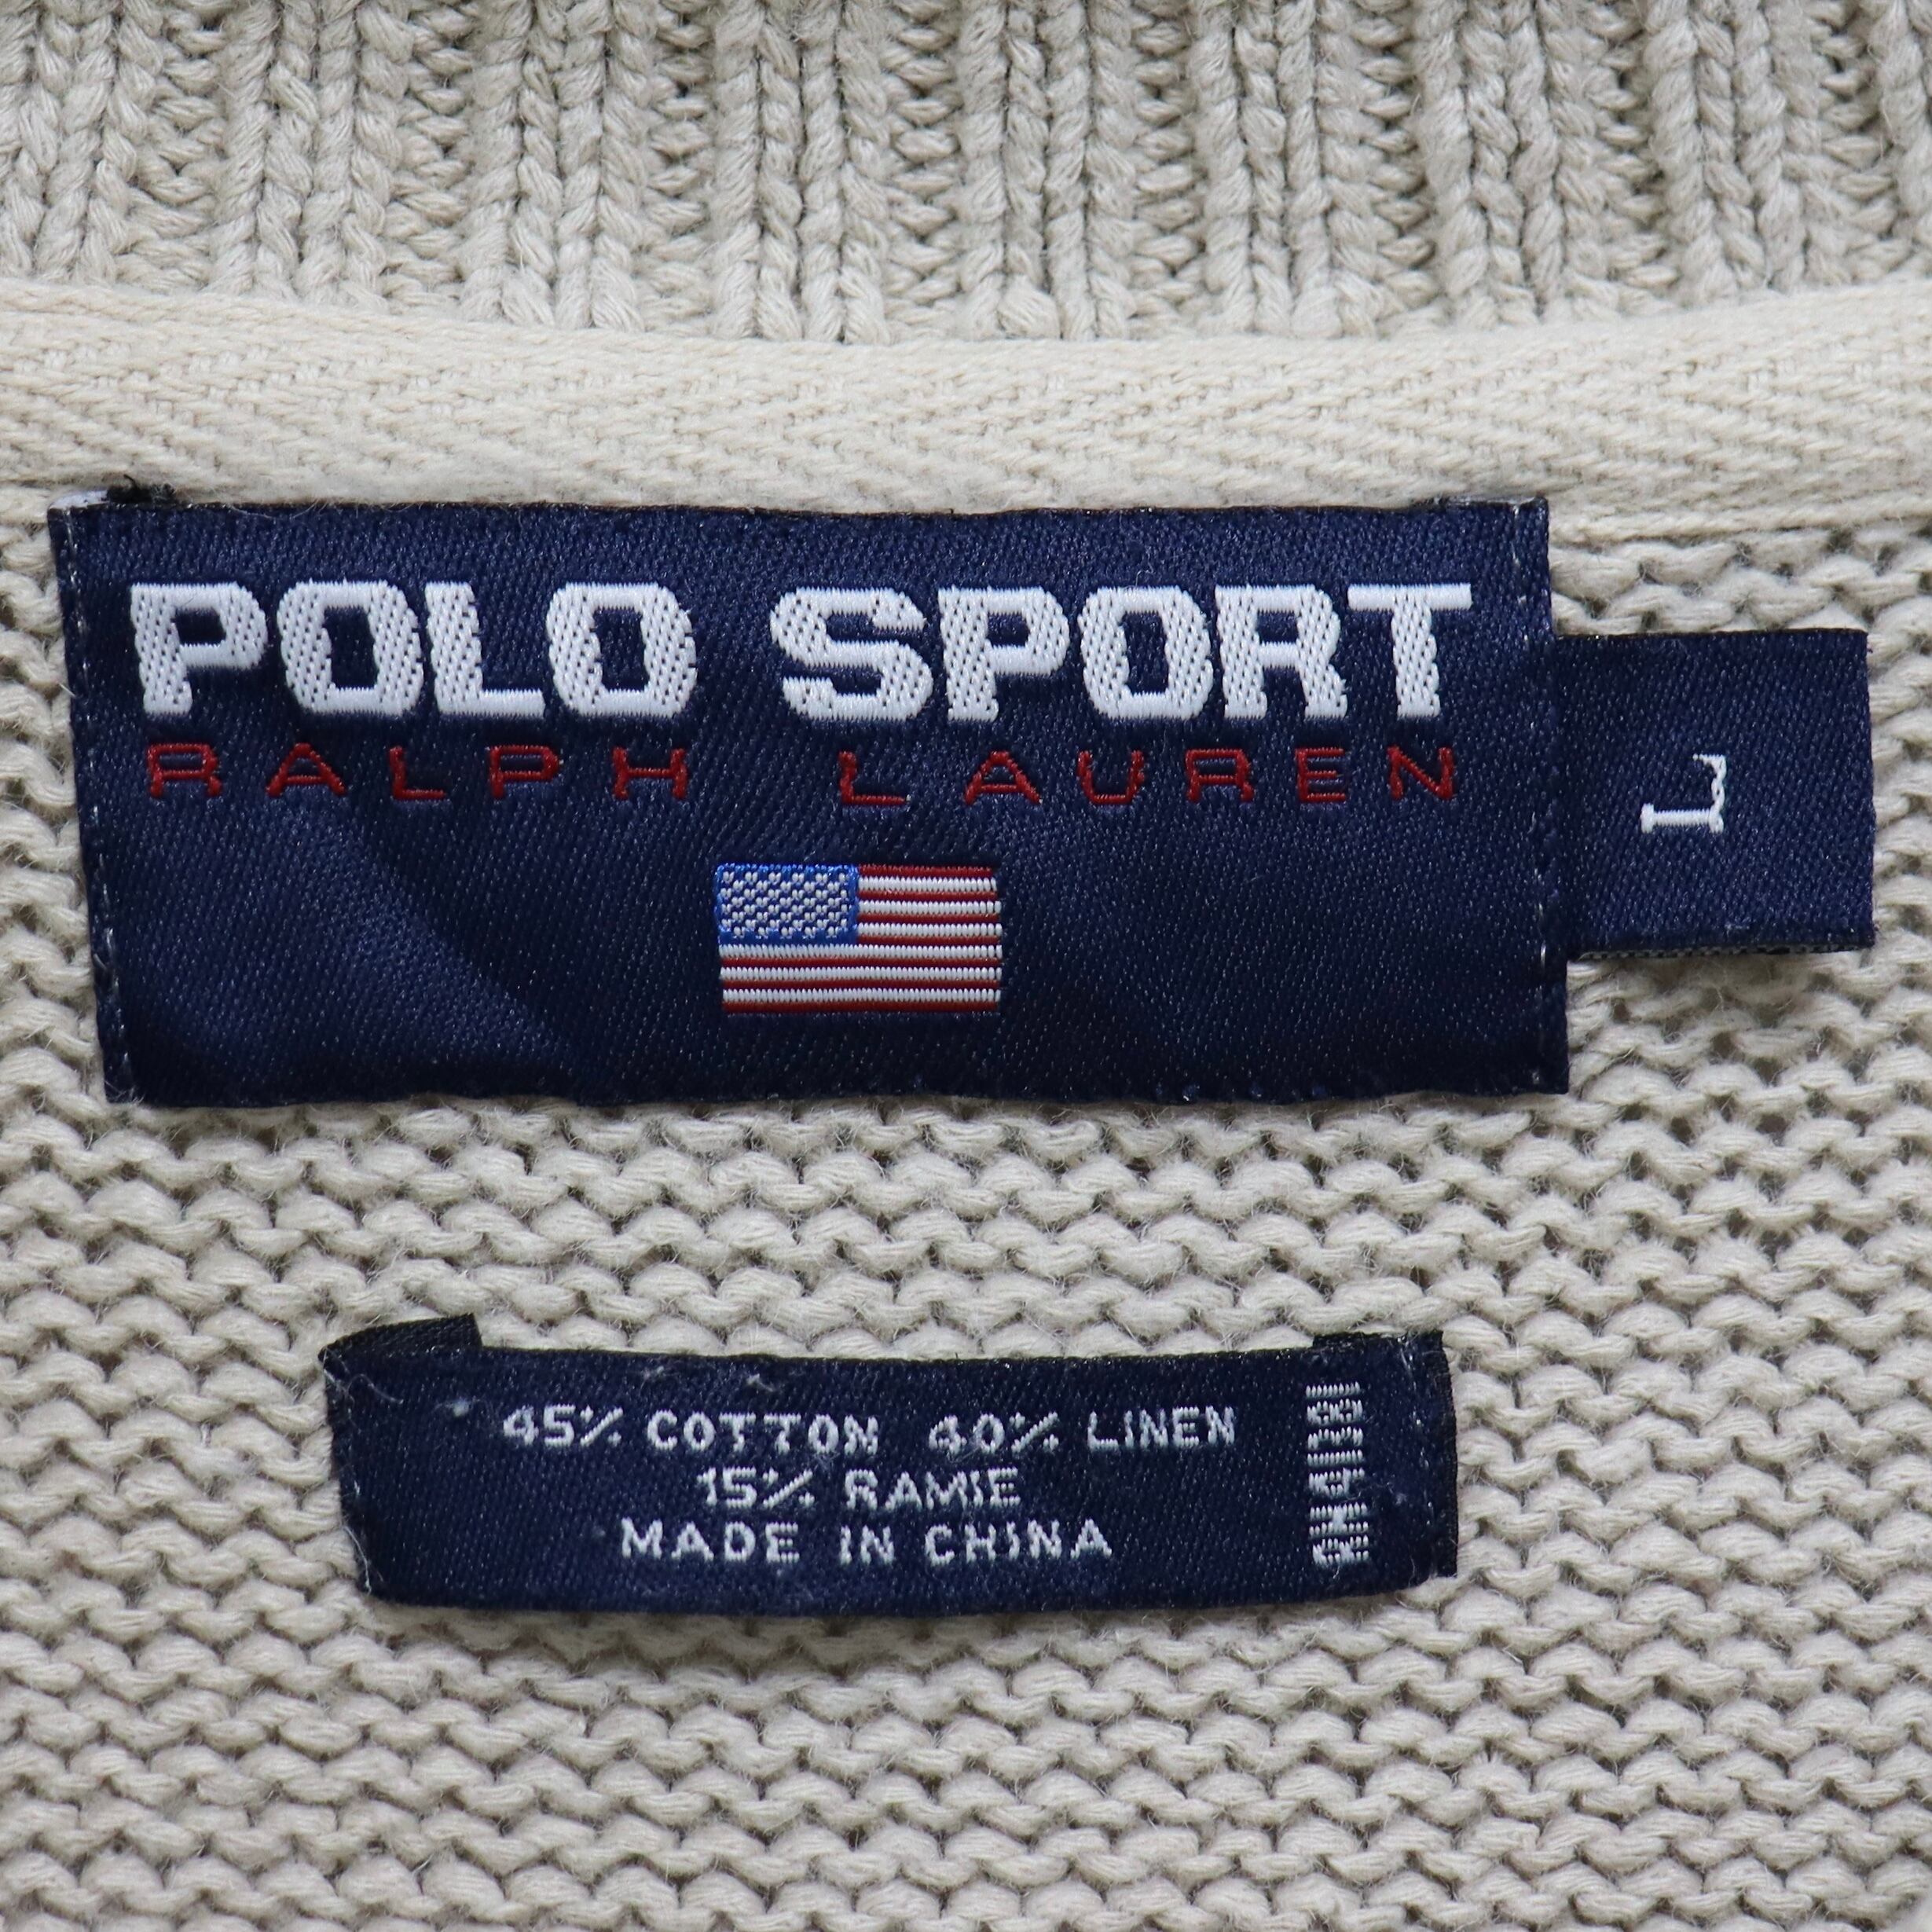 POLO SPORT
RALPH LAUREN
L
45% COTTON 40% LINEN
15% RAMIE
MADE IN CHINA